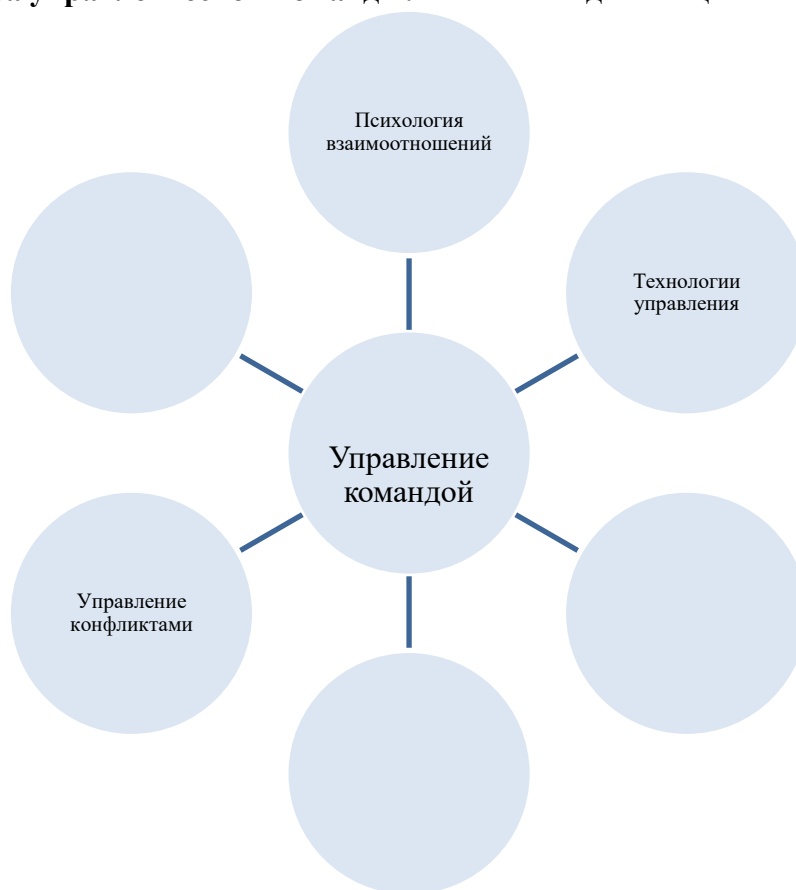 Психология
взаимоотношений
Технологии
управления
Управление
командой
Управление
конфликтами